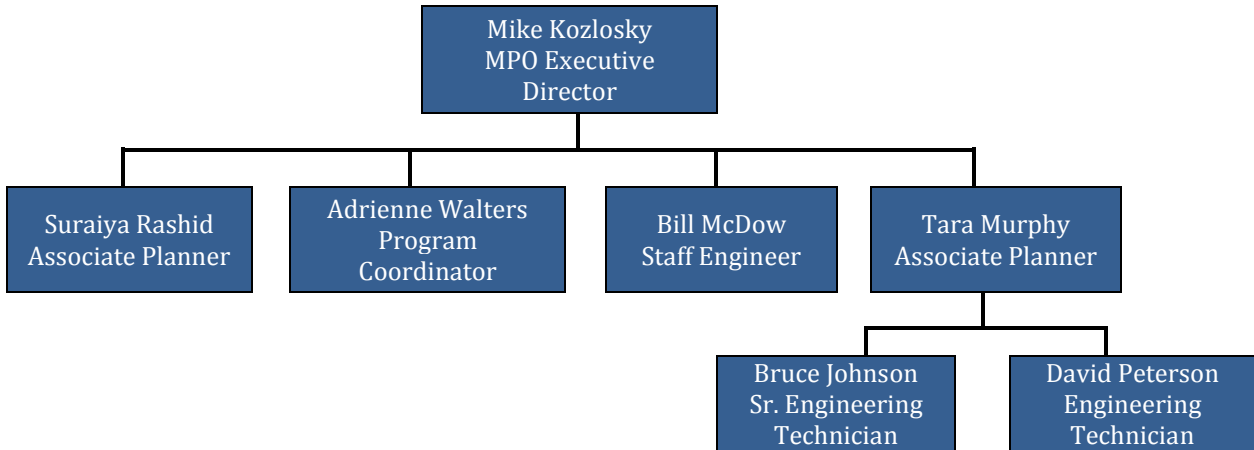 Mike Kozlosky
MPO Executive
Director
Suraiya Rashid
Associate Planner
Adrienne Walters
Program
Coordinator
Bill McDow
Staff Engineer
Tara Murphy
Associate Planner
Bruce Johnson
Sr. Engineering
Technician
David Peterson
Engineering
Technician